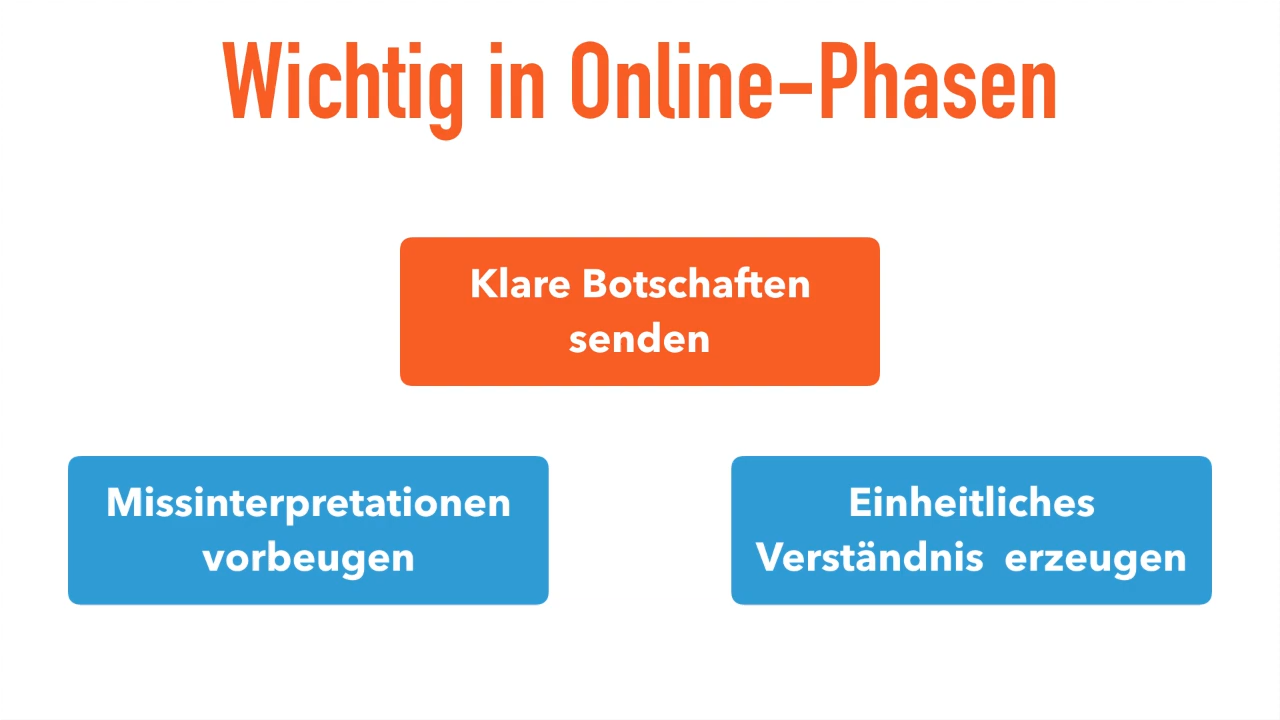 Wichtig in Online-Phasen
Klare Botschaften
senden
Missinterpretationen
vorbeugen
Einheitliches
Verständnis erzeugen